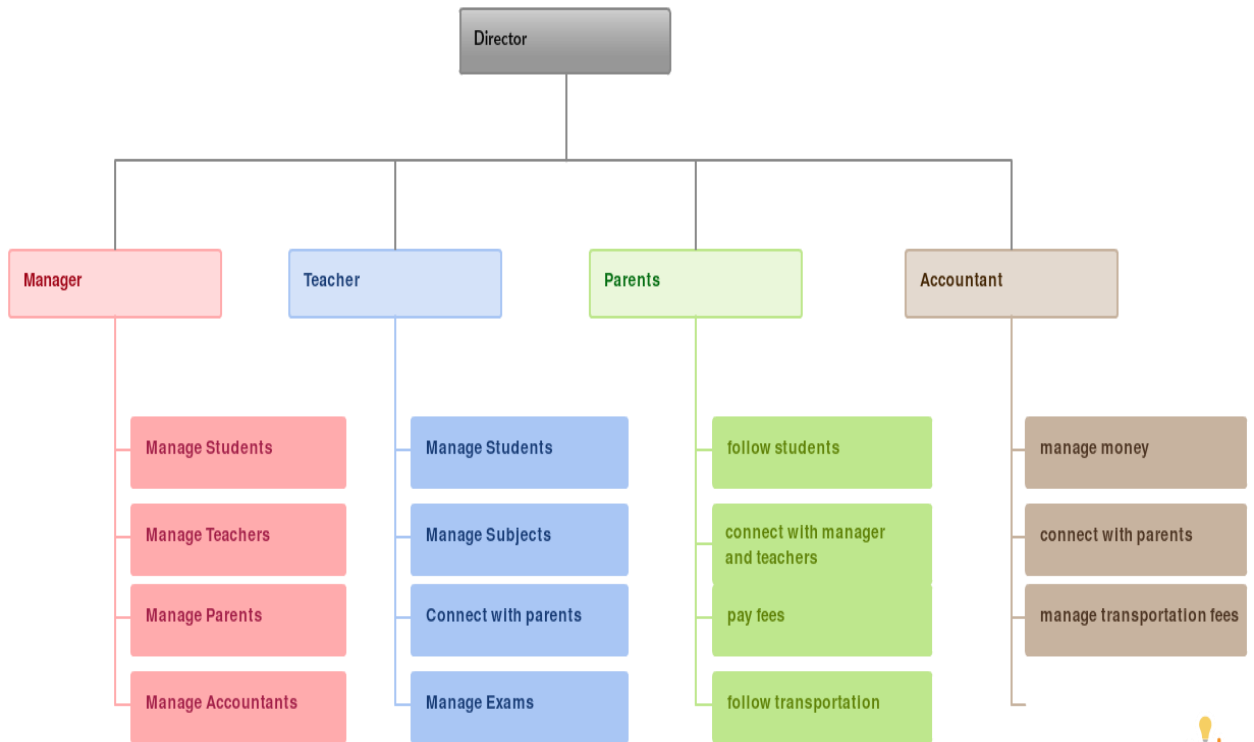 Director
Manager
Teacher
Parents
Accountant
Manage Students
Manage Teachers
Manage Parents
Manage Accountants
Manage Students
Manage Subjects
Connect with parents
Manage Exams
follow students
connect with manager
and teachers
pay fees
follow transportation
manage money
connect with parents
manage transportation fees